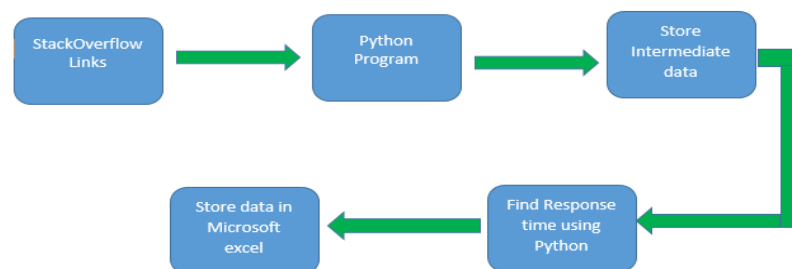 StackOverflow
Links
Python
Program
Store
Intermediate
data
Find Response
time using
Python
Store data in
Microsoft
excel